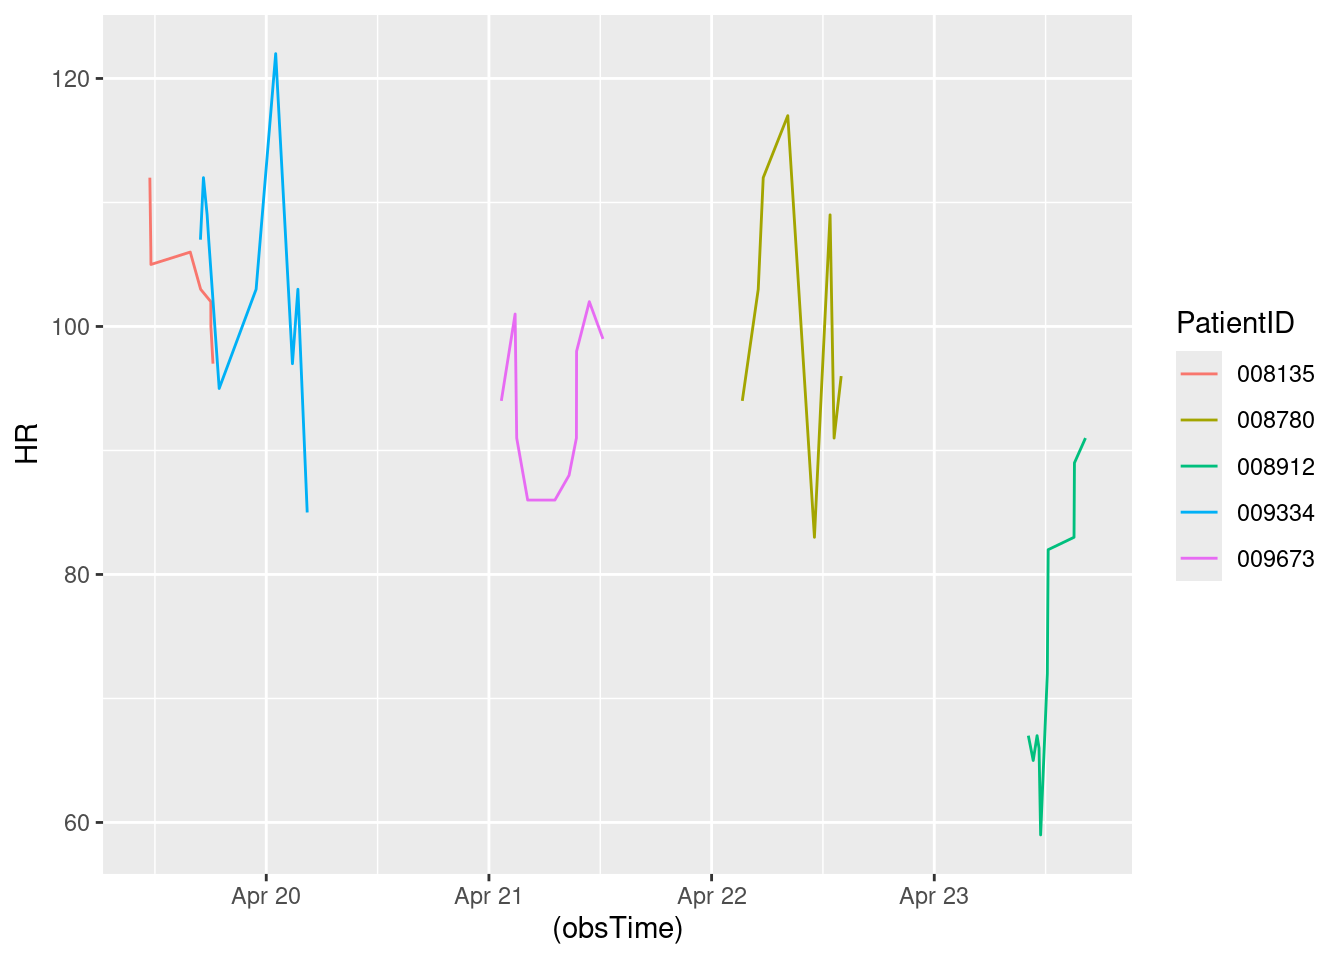 120
100
80
60
HR
Apr 20
Apr 21
Apr 22
Apr 23
(obsTime)
PatientID
008135
008780
008912
009334
009673